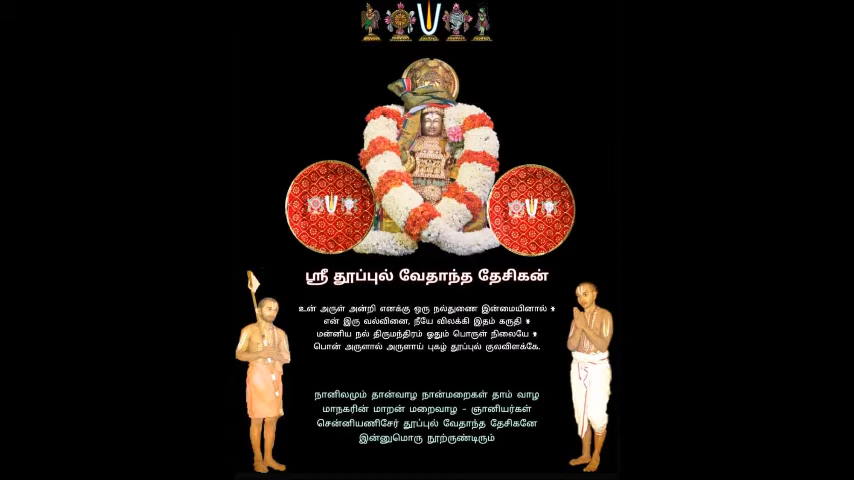 ஸ்ரீ தூப்புல் வேதாந்த தேசிகன்
உன் அருள் அன்றி எனக்கு ஒரு நல்துணை இன்மையினால் *
என் இரு வல்வினை, நீயே விலக்கி இதம் கருதி *
மன்னிய நல் திருமந்திரம் ஓதும் பொருள் நிலையே *
பொன் அருளால் அருளாய் புகழ் தூப்புல் குலவிளக்கே.
நானிலமும் தான்வாழ நான்மறைகள் தாம் வாழ
மாநகரின் மாறன் மறைவாழ – ஞானியர்கள்
சென்னியணிசேர் தூப்புல் வேதாந்த தேசிகனே
இன்னுமொரு நூற்ருண்டிரும்